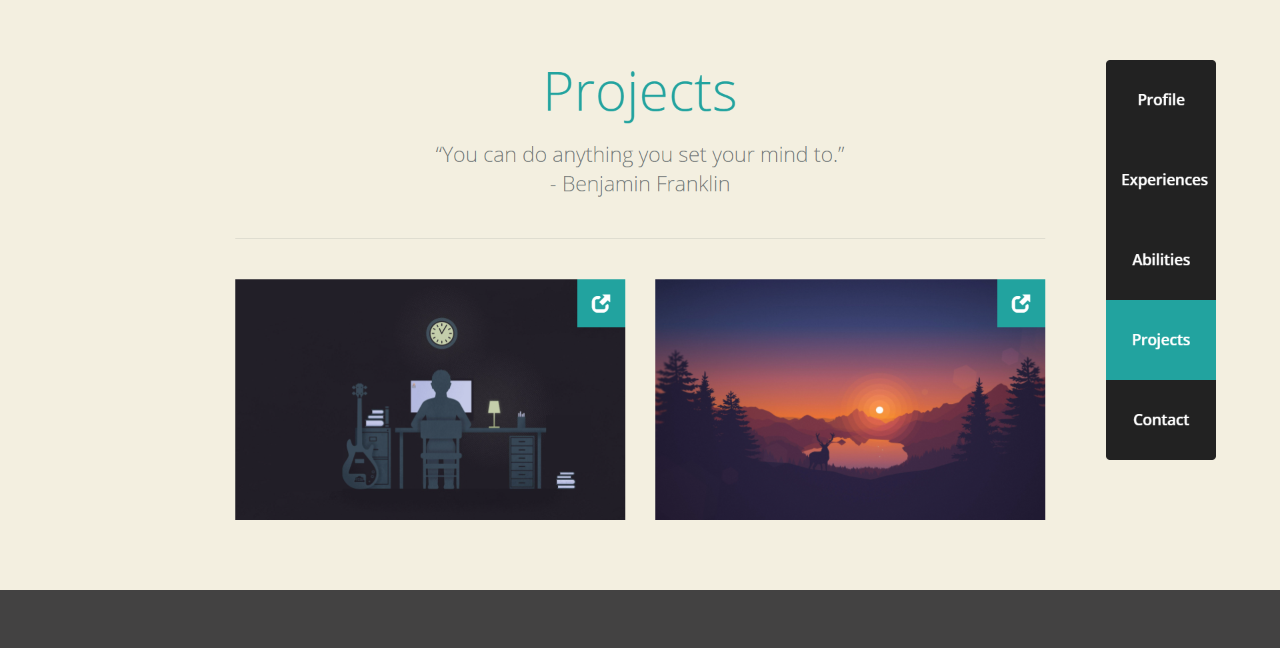 Projects
“You can do anything you set your mind to.”
- Benjamin Franklin
Profile
Experiences
Abilities
Projects
Contact